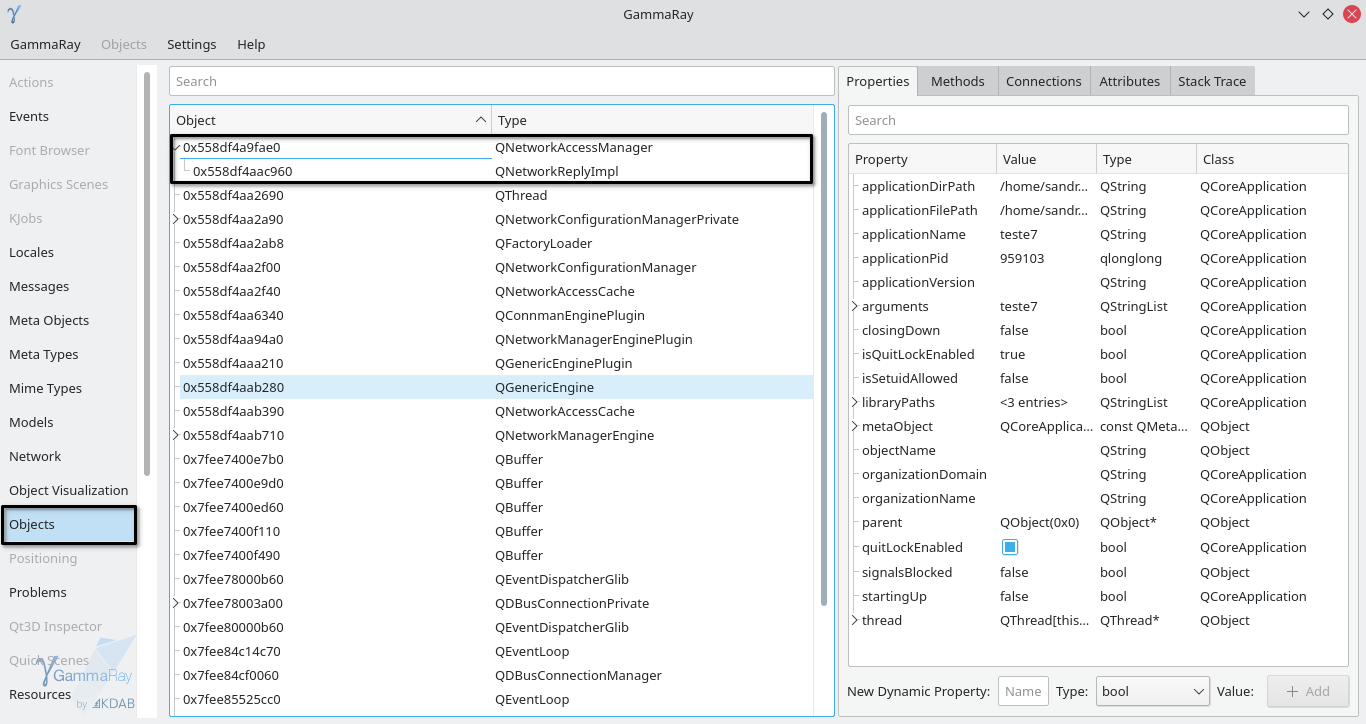 GammaRay
GammaRay Objects Settings Help
Actions
Events
Font Browser
Graphics Scenes
KJobs
Locales
Messages
Meta Objects
Meta Types
Mime Types
Models
Network
Object Visualization
Objects
Positioning
Problems
Qt3D Inspector
Quick Scenes
Resources
γ GammaRay
by KDAB
Search
Object Type
0x558df4a9fae0 QNetworkAccessManager
0x558df4aac960 QNetworkReplyImpl
0x558df4aa2690 QThread
0x558df4aa2a90 QNetworkConfigurationManagerPrivate
0x558df4aa2ab8 QFactoryLoader
0x558df4aa2f00 QNetworkConfigurationManager
0x558df4aa2f40 QNetworkAccessCache
0x558df4aa6340 QConnmanEnginePlugin
0x558df4aa94a0 QNetworkManagerEnginePlugin
0x558df4aaa210 QGenericEnginePlugin
0x558df4aab280 QGenericEngine
0x558df4aab390 QNetworkAccessCache
0x558df4aab710 QNetworkManagerEngine
0x7fee7400e7b0 QBuffer
0x7fee7400e9d0 QBuffer
0x7fee7400ed60 QBuffer
0x7fee7400f110 QBuffer
0x7fee7400f490 QBuffer
0x7fee78000b60 QEventDispatcherGlib
0x7fee78003a00 QDBusConnectionPrivate
0x7fee80000b60 QEventDispatcherGlib
0x7fee84c14c70 QEventLoop
0x7fee84cf0060 QDBusConnectionManager
0x7fee85525cc0 QEventLoop
Properties Methods Connections Attributes Stack Trace
Search
Property Value Type Class
applicationDirPath /home/sandr... QString QCoreApplication
applicationFilePath /home/sandr... QString QCoreApplication
applicationName teste7 QString QCoreApplication
applicationPid 959103 qlonglong QCoreApplication
applicationVersion QString QCoreApplication
arguments teste7 QStringList QCoreApplication
closingDown false bool QCoreApplication
isQuitLockEnabled true bool QCoreApplication
isSetuidAllowed false bool QCoreApplication
libraryPaths <3 entries> QStringList QCoreApplication
metaObject QCoreApplica... const QMeta... QObject
objectName QString QObject
organizationDomain QString QCoreApplication
organizationName QString QCoreApplication
parent QObject(0x0) QObject* QObject
quitLockEnabled bool QCoreApplication
signalsBlocked false bool QObject
startingUp false bool QCoreApplication
thread QThread[this... QThread* QObject
New Dynamic Property: Name Type: bool Value: + Add